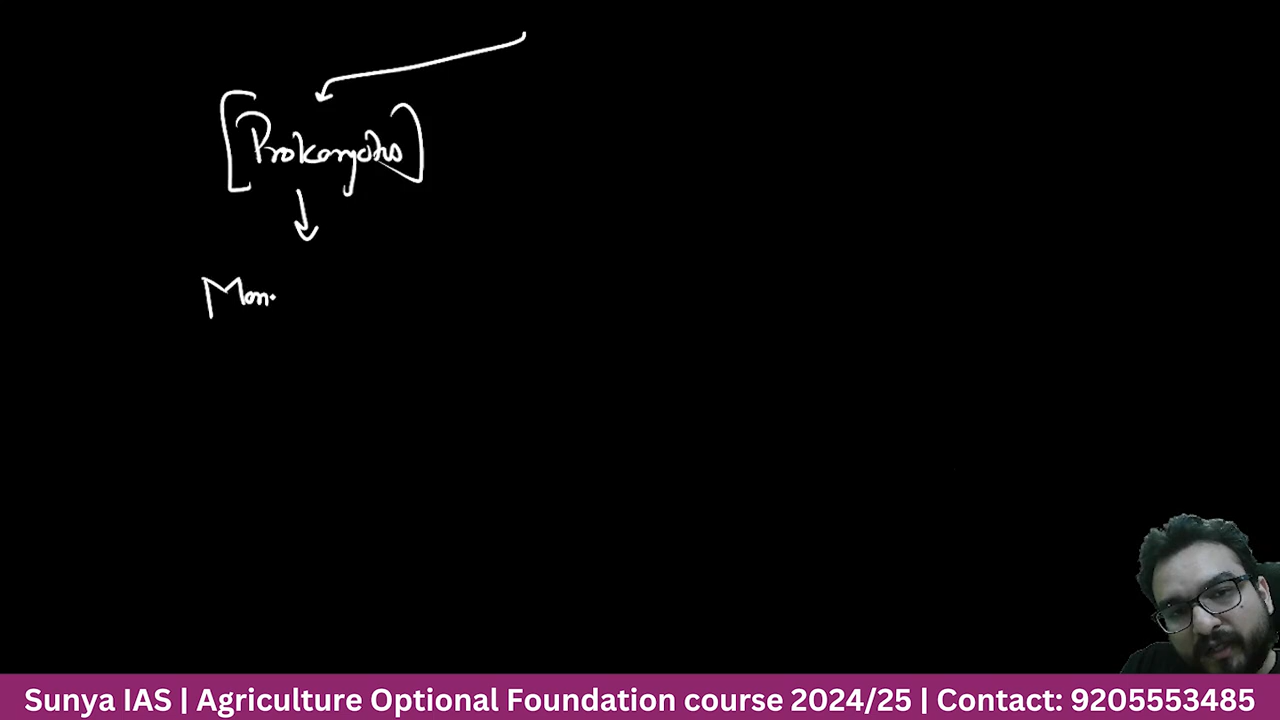 [Prokaryotes]
Mon
Sunya IAS | Agriculture Optional Foundation course 2024/25 | Contact: 9205553485